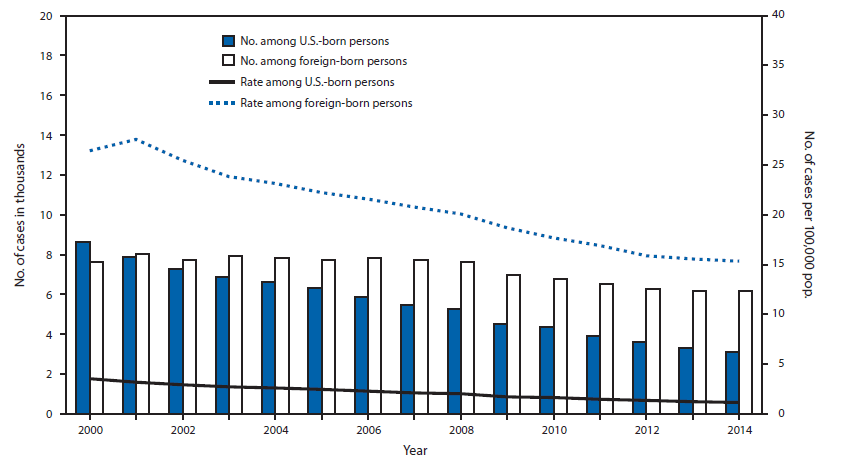 No. among U.S.-born persons
No. among foreign-born persons
Rate among U.S.-born persons
Rate among foreign-born persons
No. of cases in thousands
20
18
16
14
12
10
8
6
4
2
0
40
35
30
25
20
15
10
5
0
No. of cases per 100,000 pop.
2000 2002 2004 2006 2008 2010 2012 2014
Year